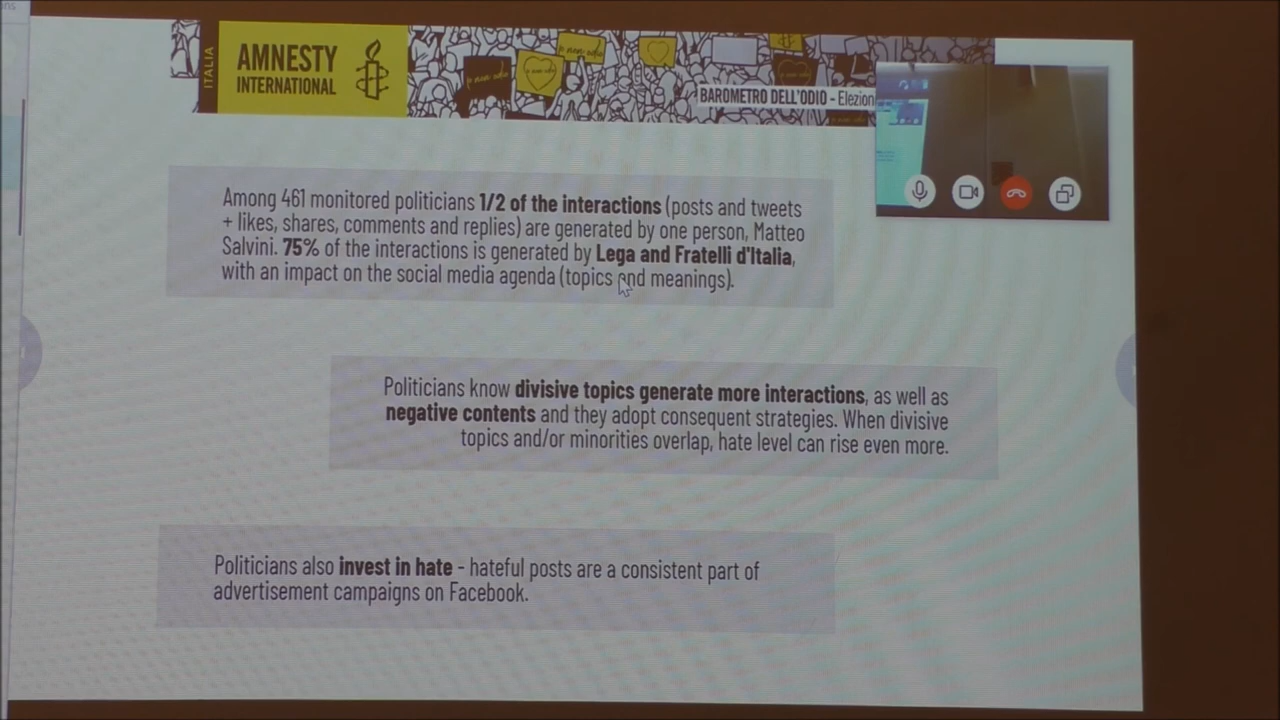 ITALIA
AMNESTY
INTERNATIONAL
BAROMETRO DELL'ODIO - Elezion
Among 461 monitored politicians 1/2 of the interactions (posts and tweets
+ likes, shares, comments and replies) are generated by one person, Matteo
Salvini. 75% of the interactions is generated by Lega and Fratelli d'Italia,
with an impact on the social media agenda (topics and meanings).
Politicians know divisive topics generate more interactions, as well as
negative contents and they adopt consequent strategies. When divisive
topics and/or minorities overlap, hate level can rise even more.
Politicians also invest in hate - hateful posts are a consistent part of
advertisement campaigns on Facebook.